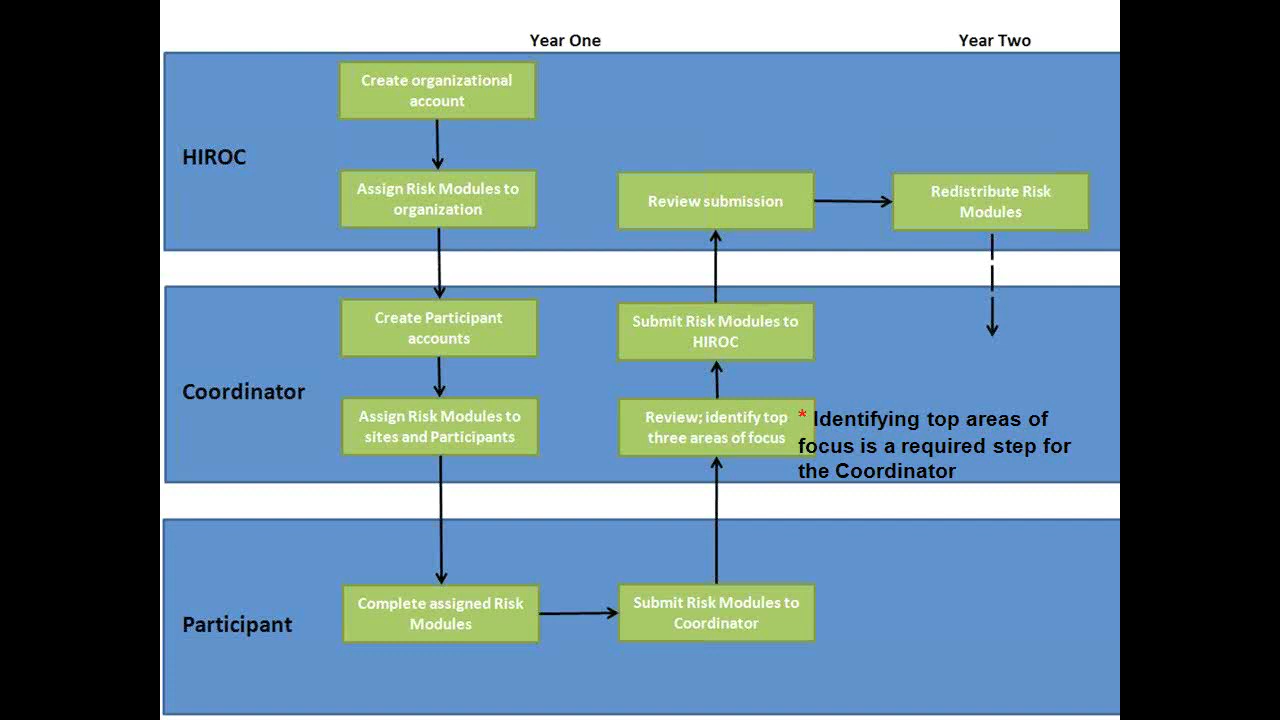 Year One
Year Two
HIROC
Create organizational
account
Assign Risk Modules to
organization
Review submission
Redistribute Risk
Modules
Coordinator
Create Participant
accounts
Assign Risk Modules to
sites and Participants
Submit Risk Modules to
HIROC
Review; identify top
three areas of focus
* Identifying top areas of
focus is a required step for
the Coordinator
Participant
Complete assigned Risk
Modules
Submit Risk Modules to
Coordinator